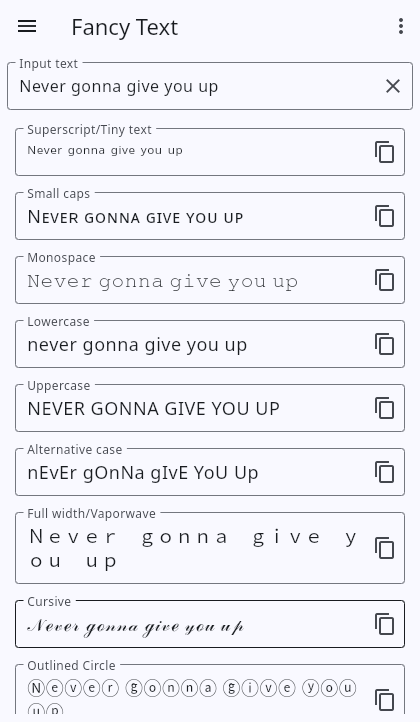 Fancy Text
Input text
Never gonna give you up
Superscript/Tiny text
ᴺᵉᵛᵉʳ ᵍᵒⁿⁿᵃ ᵍⁱᵛᵉ ʸᵒᵘ ᵘᵖ
Small caps
Nᴇᴠᴇʀ ɢᴏɴɴᴀ ɢɪᴠᴇ ʏᴏᴜ ᴜᴘ
Monospace
𝙽𝚎𝚟𝚎𝚛 𝚐𝚘𝚗𝚗𝚊 𝚐𝚒𝚟𝚎 𝚢𝚘𝚞 𝚞𝚙
Lowercase
never gonna give you up
Uppercase
NEVER GONNA GIVE YOU UP
Alternative case
nEvEr gOnNa gIvE YoU Up
Full width/Vaporwave
Ｎｅｖｅｒ ｇｏｎｎａ ｇｉｖｅ ｙ
ｏｕ ｕｐ
Cursive
𝓝𝓮𝓿𝓮𝓻 𝓰𝓸𝓷𝓷𝓪 𝓰𝓲𝓿𝓮 𝔂𝓸𝓾 𝓾𝓹
Outlined Circle
Ⓝⓔⓥⓔⓡ ⓖⓞⓝⓝⓐ ⓖⓘⓥⓔ ⓨⓞⓤ
ⓤⓟ